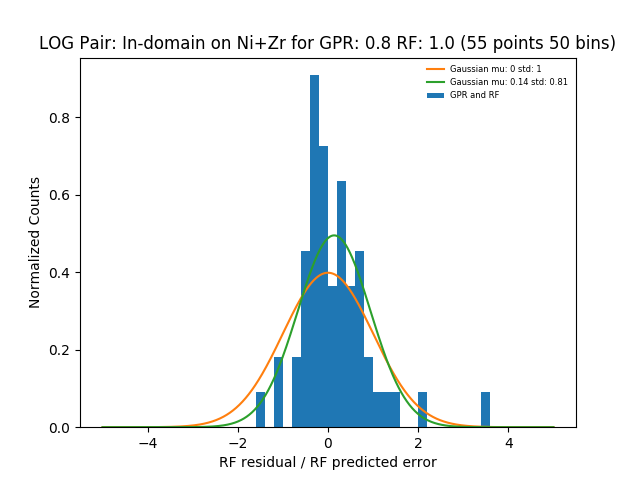 LOG Pair: In-domain on Ni+Zr for GPR: 0.8 RF: 1.0 (55 points 50 bins)
Gaussian mu: 0 std: 1
Gaussian mu: 0.14 std: 0.81
GPR and RF
Normalized Counts
0.8
0.6
0.4
0.2
0.0
−4 −2 0 2 4
RF residual / RF predicted error